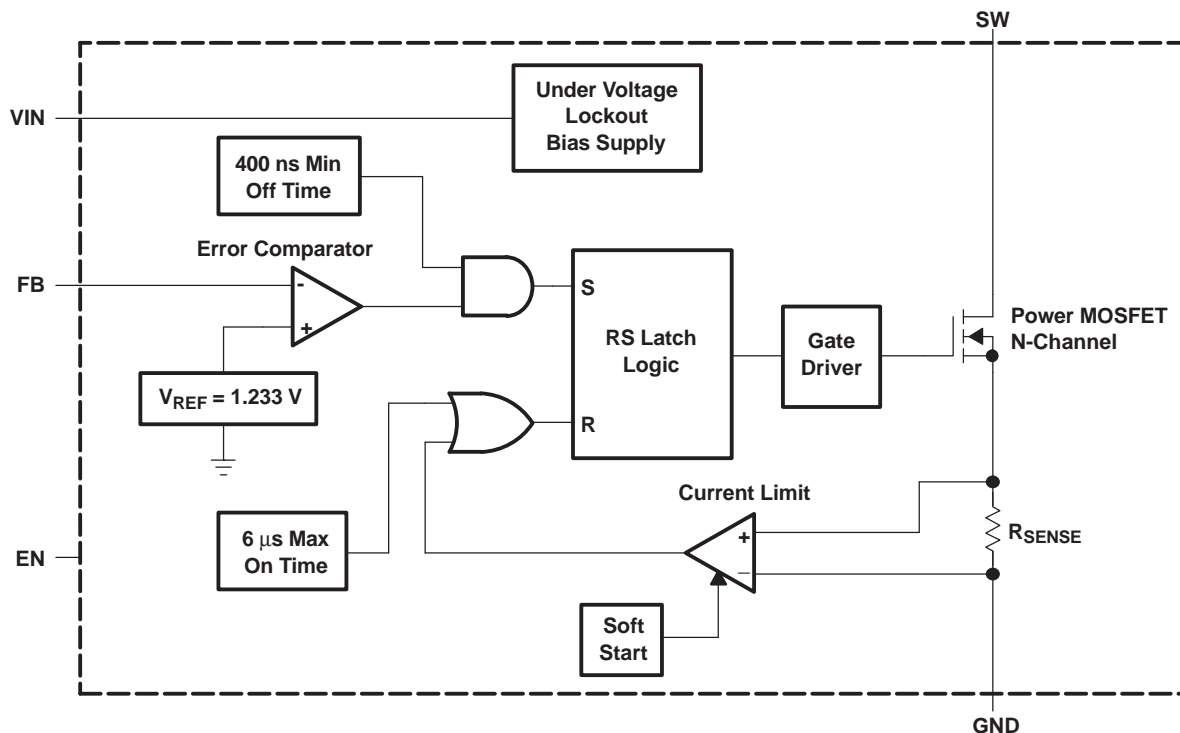 SW
Under Voltage
Lockout
Bias Supply
VIN
400 ns Min
Off Time
Error Comparator
FB
-
+
S
RS Latch
Logic
R
Gate
Driver
Power MOSFET
N-Channel
VREF = 1.233 V
Current Limit
+
–
RSENSE
6 μs Max
On Time
EN
Soft
Start
GND